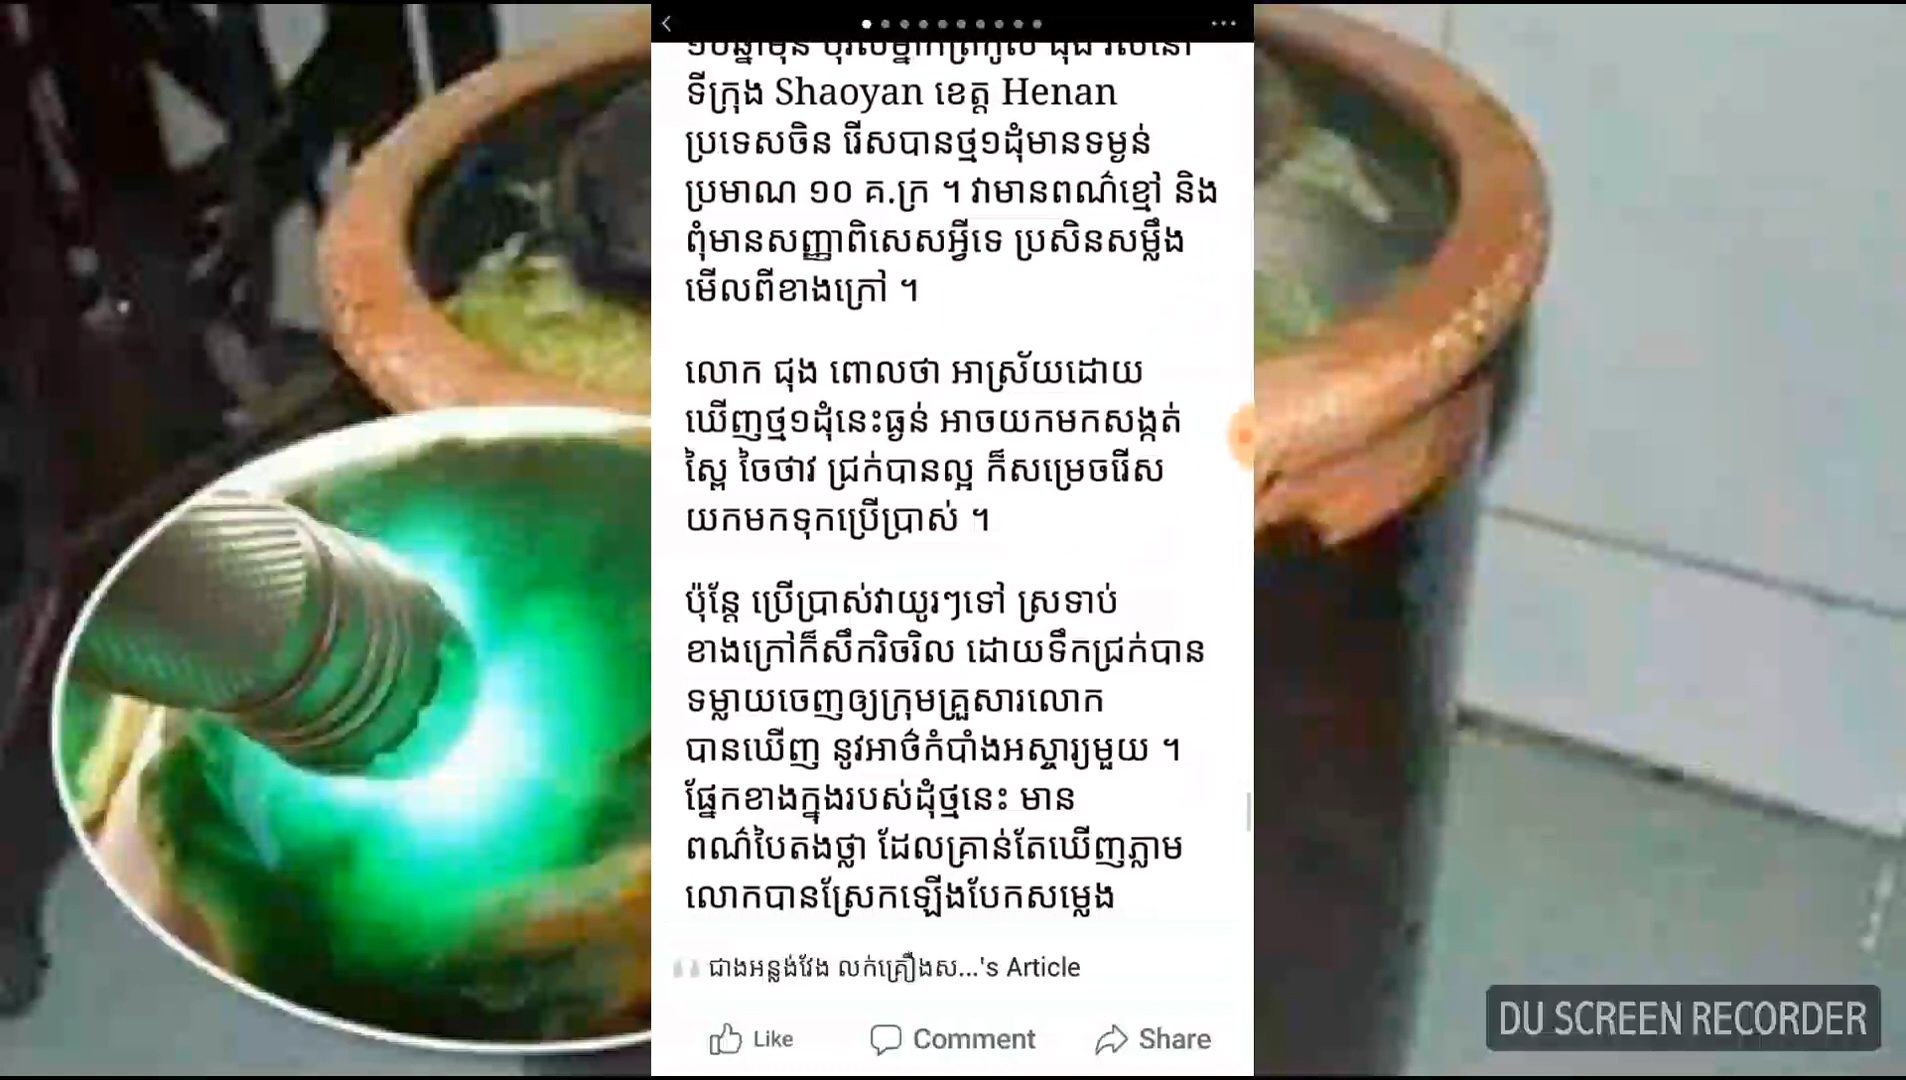 ទីក្រុង Shaoyan ខេត្ត Henan
ប្រទេសចិន រើសបានថ្ម១ដុំមានទម្ងន់
ប្រមាណ ១០ គ.ក្រ ។ វាមានពណ៌ខ្មៅ និង
ពុំមានសញ្ញាពិសេសអ្វីទេ ប្រសិនសម្លឹង
មើលពីខាងក្រៅ ។
លោក ជុង ពោលថា អាស្រ័យដោយ
ឃើញថ្ម១ដុំនេះធ្ងន់ អាចយកមកសង្កត់
ស្ពៃ ចៃថាវ ជ្រក់បានល្អ ក៏សម្រេចរើស
យកមកទុកប្រើប្រាស់ ។
ប៉ុន្តែ ប្រើប្រាស់វាយូរៗទៅ ស្រទាប់
ខាងក្រៅក៏សឹករិចរិល ដោយទឹកជ្រក់បាន
ទម្លាយចេញឲ្យក្រុមគ្រួសារលោក
បានឃើញ នូវអាថ៌កំបាំងអស្ចារ្យមួយ ។
ផ្នែកខាងក្នុងរបស់ដុំថ្មនេះ មាន
ពណ៌បៃតងថ្លា ដែលគ្រាន់តែឃើញភ្លាម
លោកបានស្រែកឡើងបែកសម្លេង
ជាងអន្លង់វែង លក់គ្រឿងស...'s Article
Like Comment Share
DU SCREEN RECORDER